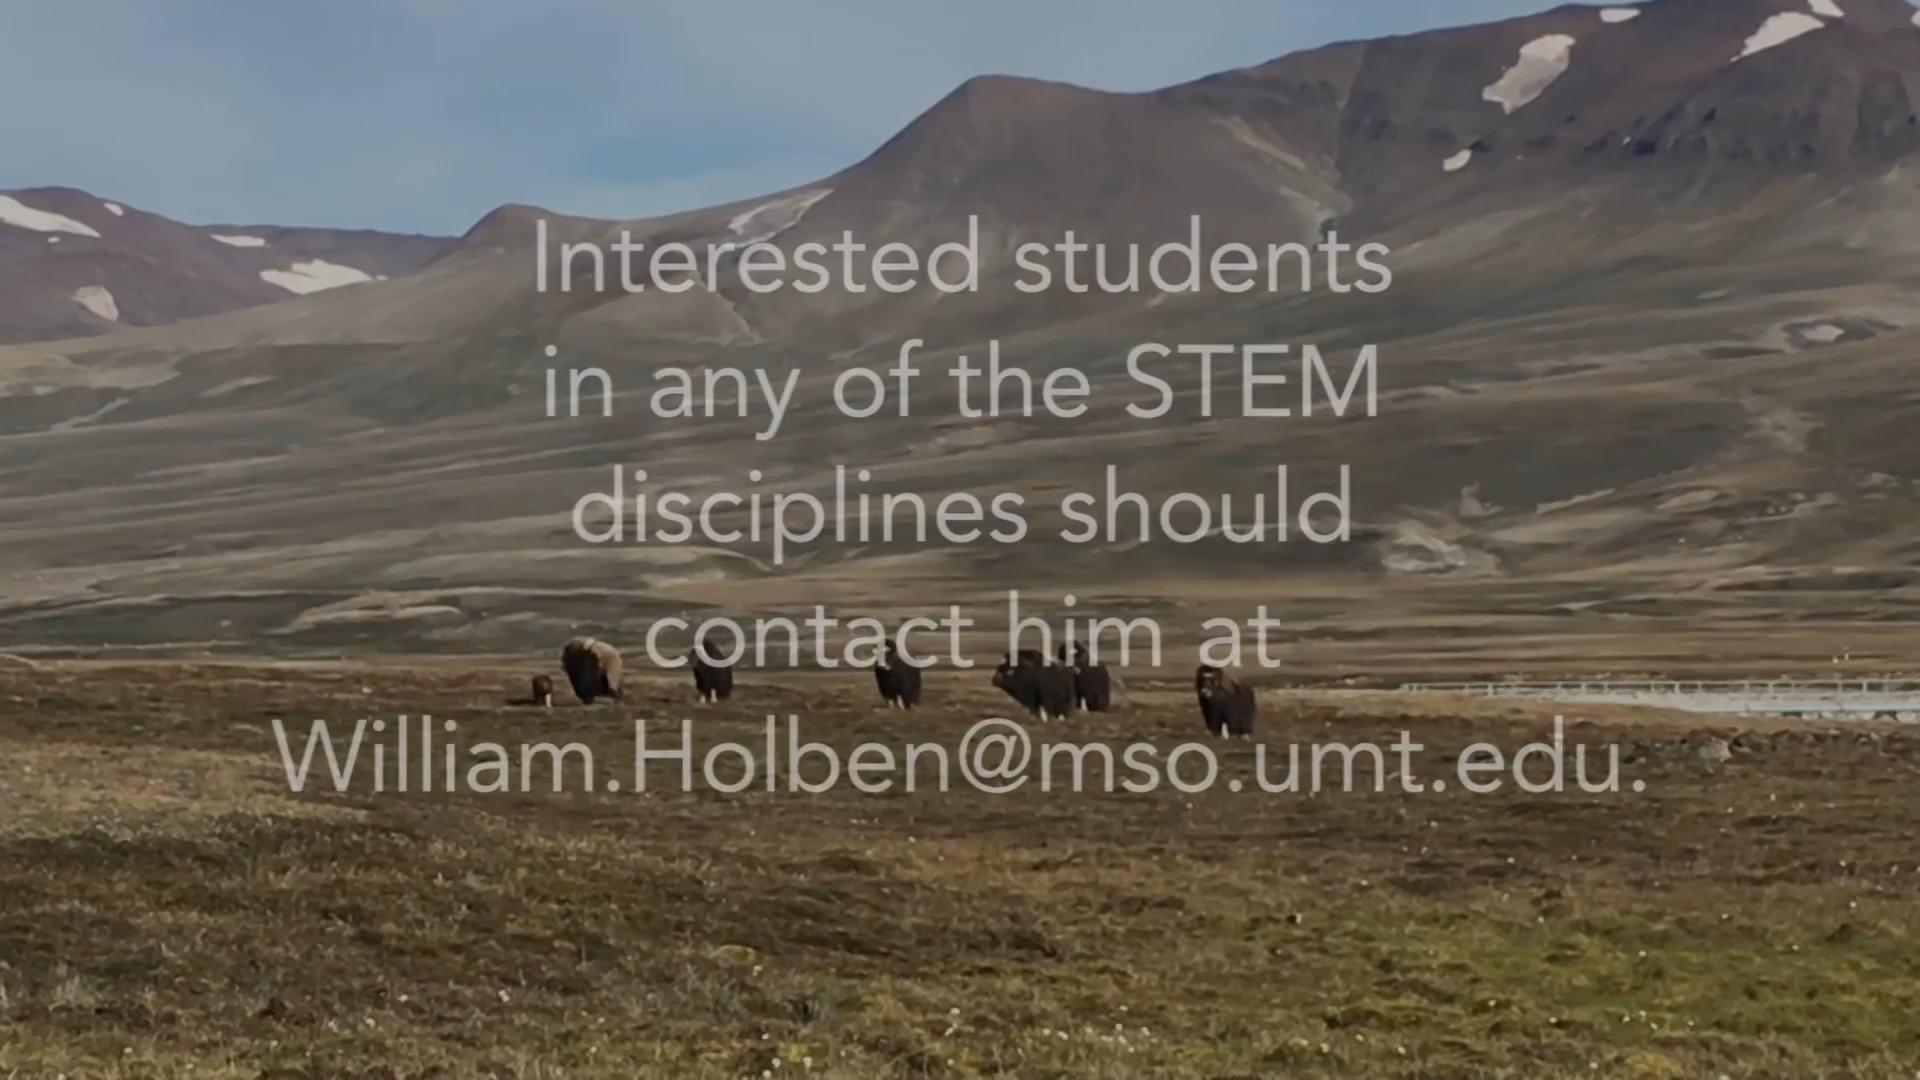 Interested students
in any of the STEM
disciplines should
contact him at
William.Holben@mso.umt.edu.